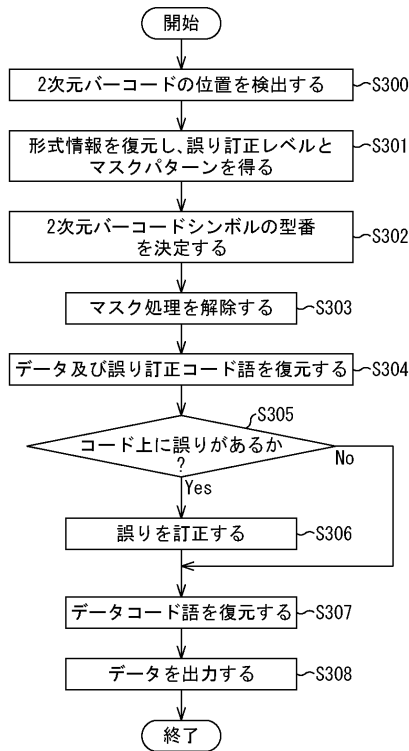 開始
2次元バーコードの位置を検出する
S300
形式情報を復元し、誤り訂正レベルと
マスクパターンを得る
S301
2次元バーコードシンボルの型番
を決定する
S302
マスク処理を解除する
S303
データ及び誤り訂正コード語を復元する
S304
S305
コード上に誤りがあるか
?
No
Yes
誤りを訂正する
S306
データコード語を復元する
S307
データを出力する
S308
終了